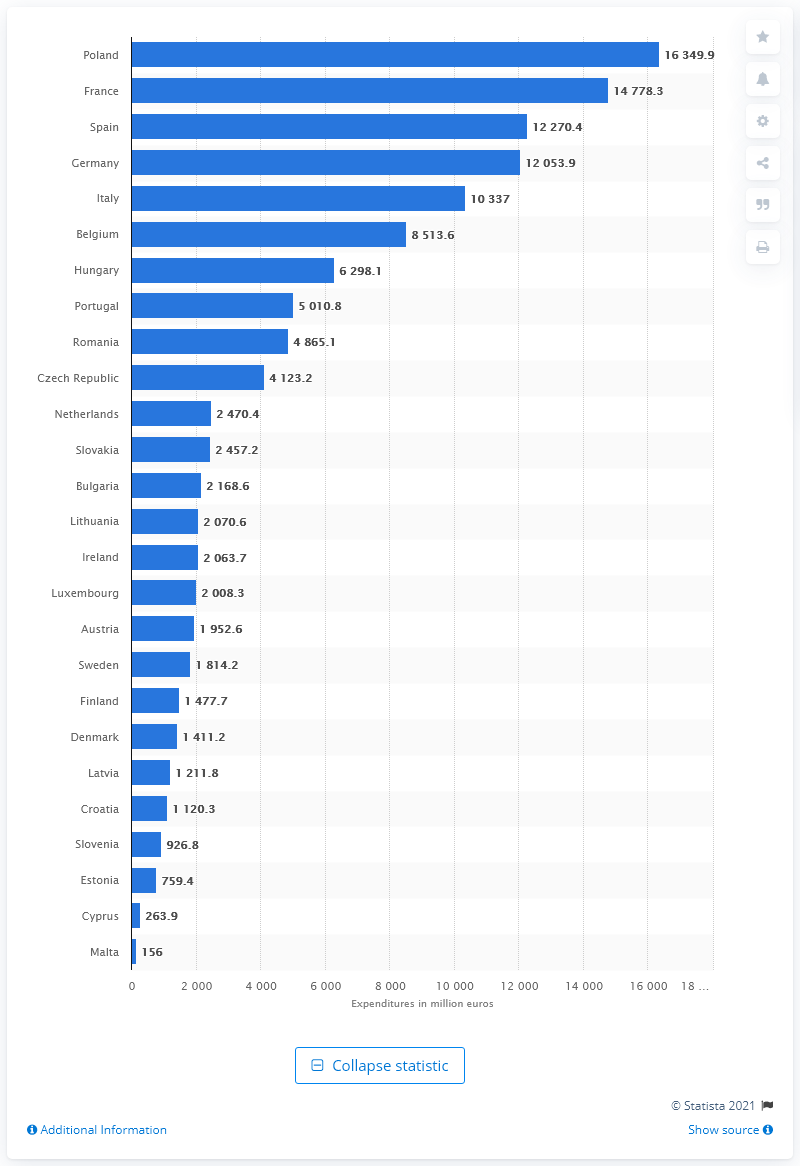 Poland 16 349.9
France 14 778.3
Spain 12 270.4
Germany 12 053.9
Italy 10 337
Belgium 8 513.6
Hungary 6 298.1
Portugal 5 010.8
Romania 4 865.1
Czech Republic 4 123.2
Netherlands 2 470.4
Slovakia 2 457.2
Bulgaria 2 168.6
Lithuania 2 070.6
Ireland 2 063.7
Luxembourg 2 008.3
Austria 1 952.6
Sweden 1 814.2
Finland 1 477.7
Denmark 1 411.2
Latvia 1 211.8
Croatia 1 120.3
Slovenia 926.8
Estonia 759.4
Cyprus 263.9
Malta 156
0 2 000 4 000 6 000 8 000 10 000 12 000 14 000 16 000 18 ...
Expenditures in million euros
Collapse statistic
© Statista 2021
Additional Information Show source